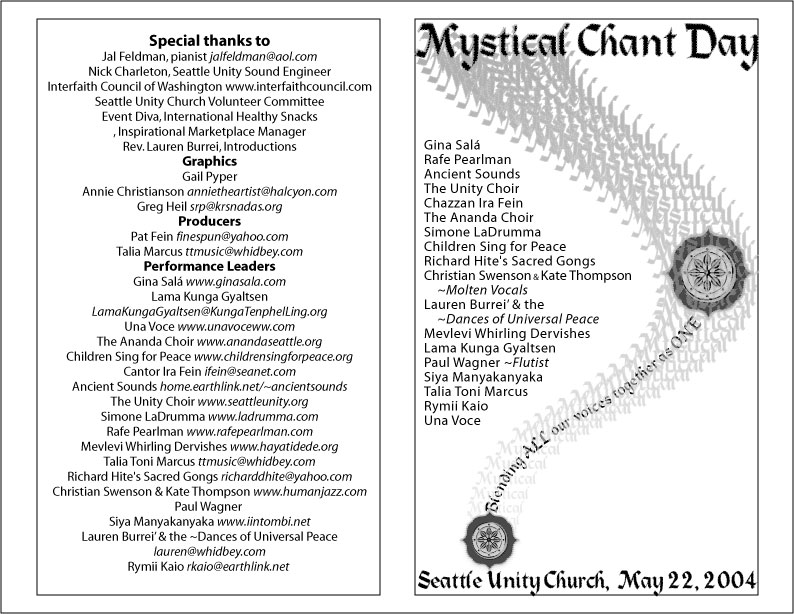 Special thanks to
Jal Feldman, pianist jalfeldman@aol.com
Nick Charleton, Seattle Unity Sound Engineer
Interfaith Council of Washington www.interfaithcouncil.com
Seattle Unity Church Volunteer Committee
Event Diva, International Healthy Snacks
, Inspirational Marketplace Manager
Rev. Lauren Burrei, Introductions
Graphics
Gail Pyper
Annie Christianson annietheartist@halcyon.com
Greg Heil srp@krsnadas.org
Producers
Pat Fein finespun@yahoo.com
Talia Marcus ttmusic@whidbey.com
Performance Leaders
Gina Salá www.ginasala.com
Lama Kunga Gyaltsen
LamaKungaGyaltsen@KungaTenphelLing.org
Una Voce www.unavoceww.com
The Ananda Choir www.anandaseattle.org
Children Sing for Peace www.childrensingforpeace.org
Cantor Ira Fein ifein@seanet.com
Ancient Sounds home.earthlink.net/~ancientsounds
The Unity Choir www.seattleunity.org
Simone LaDrumma www.ladrumma.com
Rafe Pearlman www.rafepearlman.com
Mevlevi Whirling Dervishes www.hayatidede.org
Talia Toni Marcus ttmusic@whidbey.com
Richard Hite's Sacred Gongs richarddhite@yahoo.com
Christian Swenson & Kate Thompson www.humanjazz.com
Paul Wagner
Siya Manyakanyaka www.iintombi.net
Lauren Burrei' & the ~Dances of Universal Peace
lauren@whidbey.com
Rymii Kaio rkaio@earthlink.net
Mystical Chant Day
Gina Salá
Rafe Pearlman
Ancient Sounds
The Unity Choir
Chazzan Ira Fein
The Ananda Choir
Simone LaDrumma
Children Sing for Peace
Richard Hite's Sacred Gongs
Christian Swenson & Kate Thompson
~Molten Vocals
Lauren Burrei' & the
~Dances of Universal Peace
Mevlevi Whirling Dervishes
Lama Kunga Gyaltsen
Paul Wagner ~Flutist
Siya Manyakanyaka
Talia Toni Marcus
Rymii Kaio
Una Voce
Blending ALL our voices together as ONE
Mystical
Mystical
Mystical
Mystical
Seattle Unity Church, May 22, 2004